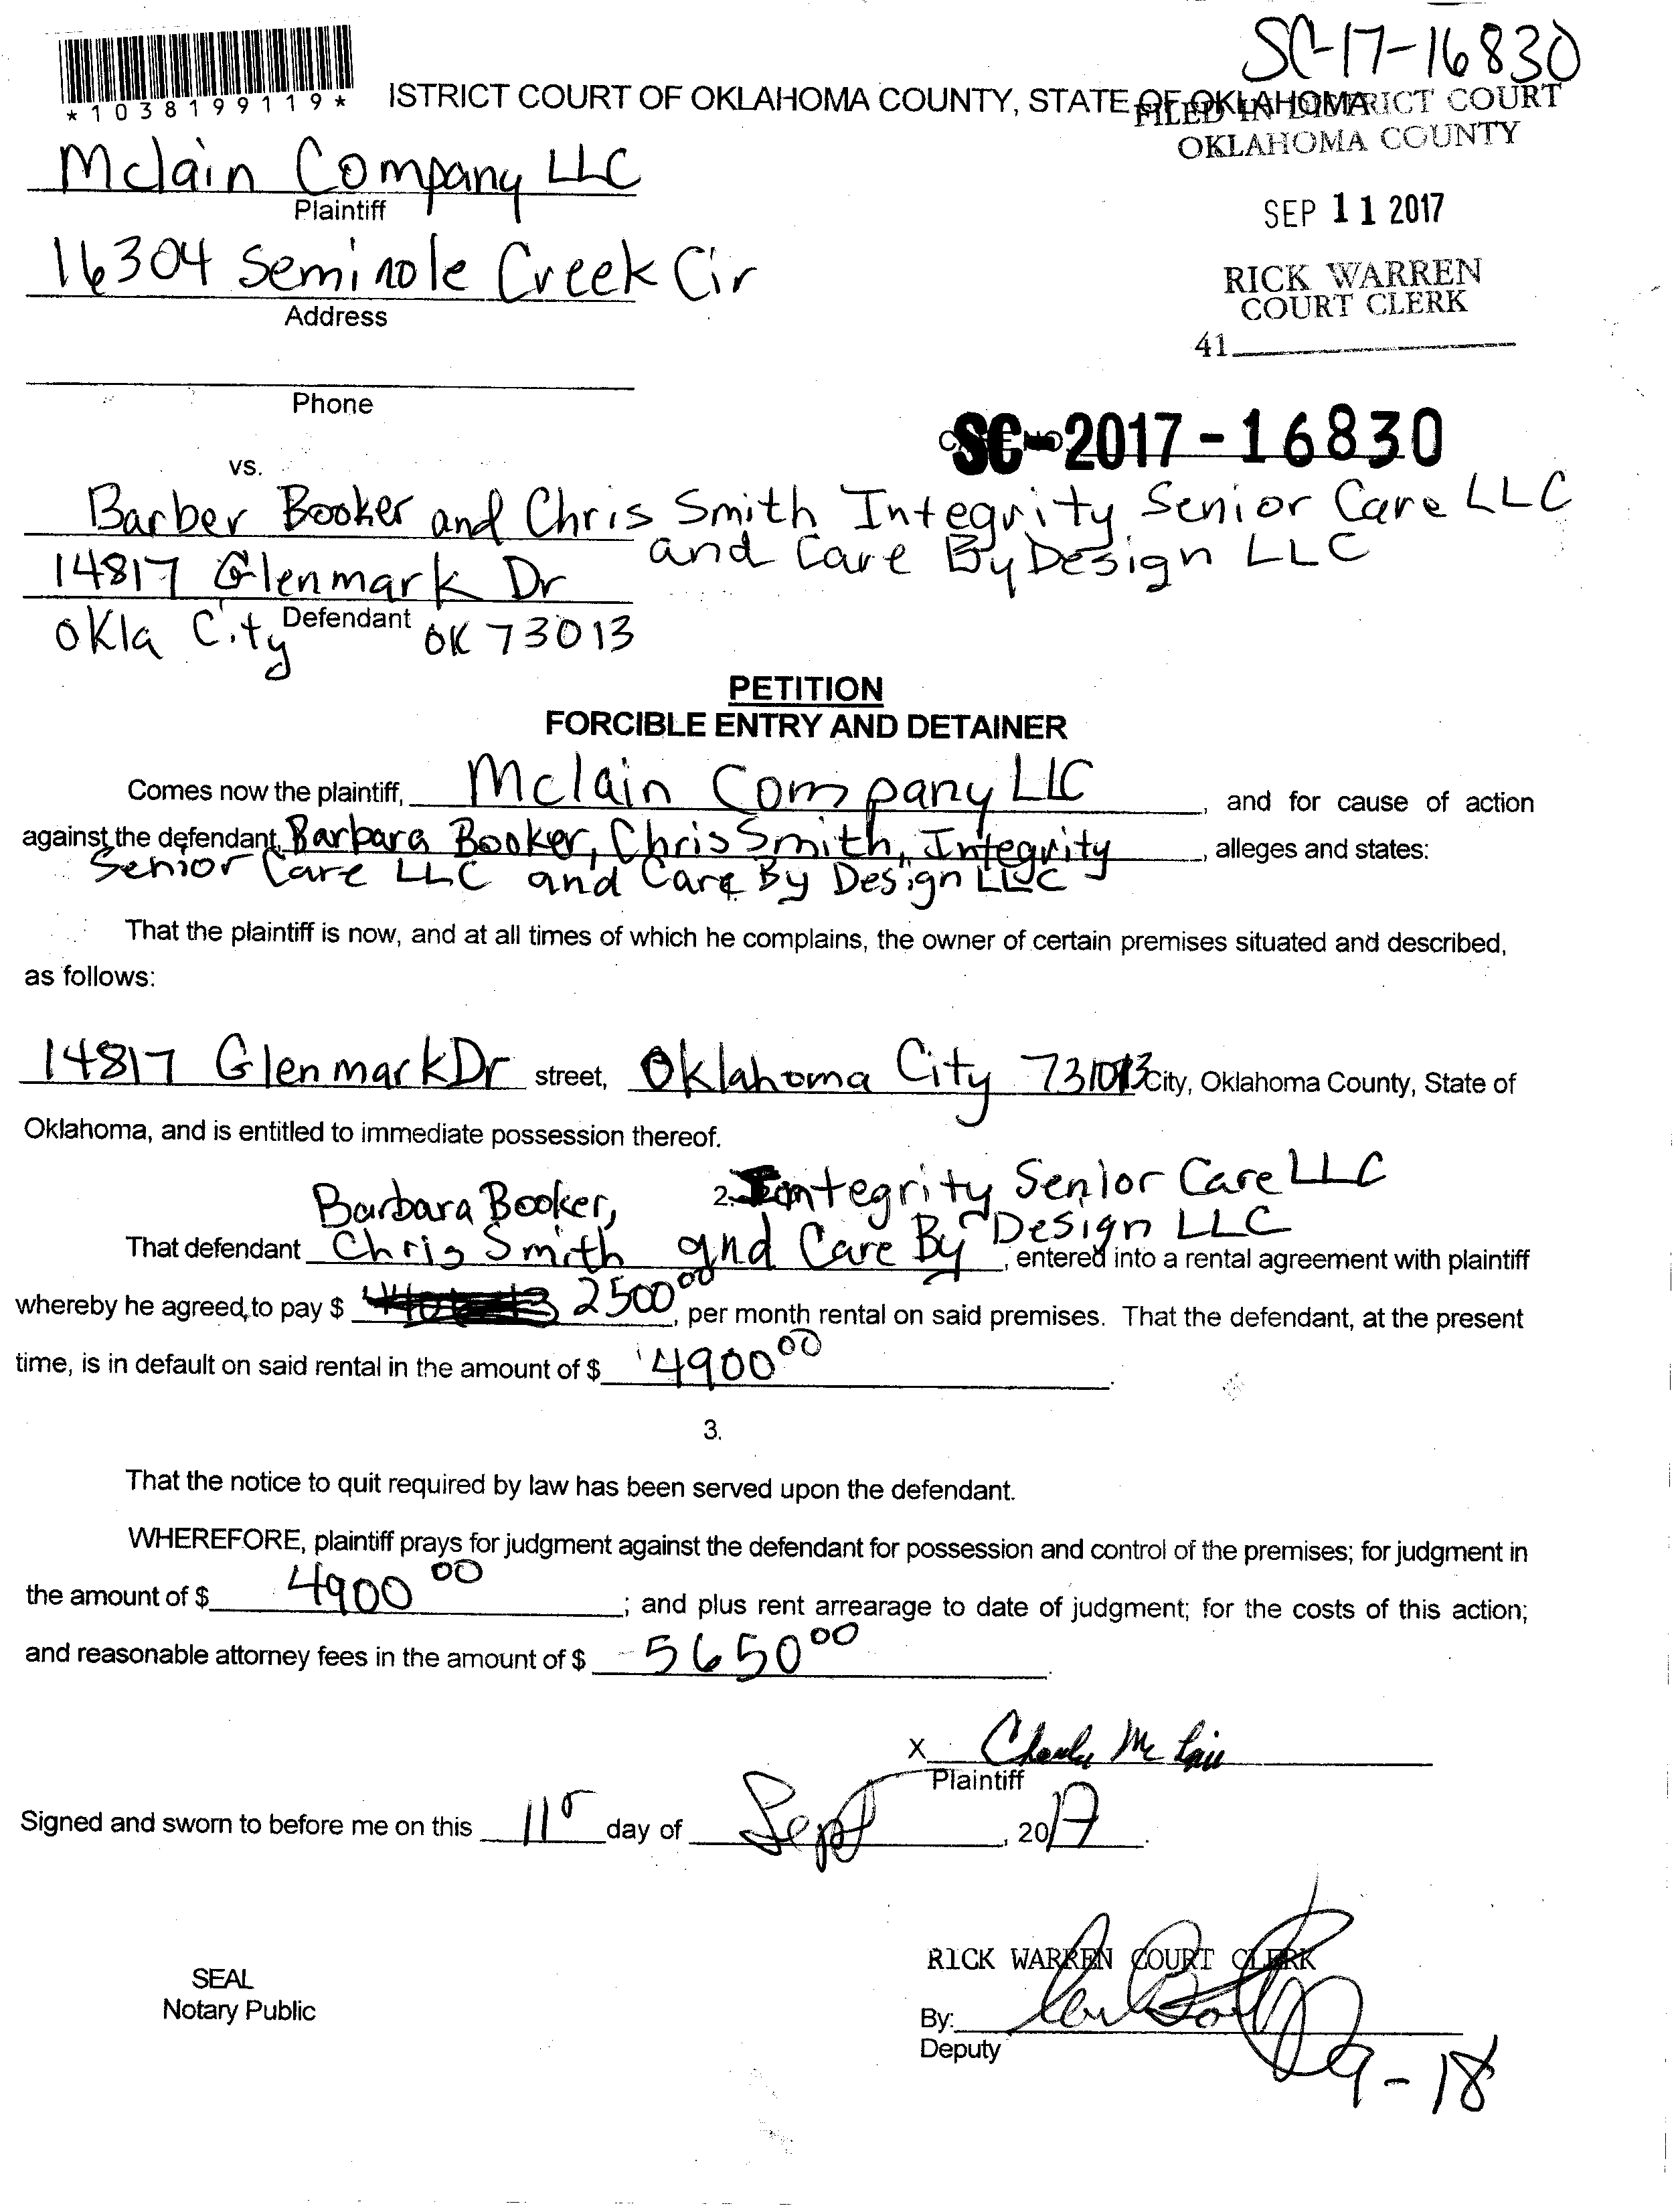 SC-17-16830
*1038199119*
ISTRICT COURT OF OKLAHOMA COUNTY, STATE OF OKLAHOMA
FILED IN DISTRICT COURT
OKLAHOMA COUNTY
Mclain Company LLC
Plaintiff
SEP 11 2017
16304 Seminole Creek Cir
Address
RICK WARREN
COURT CLERK
41
Phone
SC-2017-16830
vs.
Barber Booker and Chris Smith Integrity Senior Care LLC
and Care By Design LLC
14817 Glenmark Dr
Defendant
Okla City OK 73013
PETITION
FORCIBLE ENTRY AND DETAINER
Comes now the plaintiff, Mclain Company LLC, and for cause of action
against the defendant, Barbara Booker, Chris Smith, Integrity, alleges and states:
Senior Care LLC and Care By Design LLC
That the plaintiff is now, and at all times of which he complains, the owner of certain premises situated and described,
as follows:
14817 Glenmark Dr street, Oklahoma City 73013 City, Oklahoma County, State of
Oklahoma, and is entitled to immediate possession thereof.
Barbara Booker, 2. Integrity Senior Care LLC
That defendant Chris Smith and Care By Design LLC, entered into a rental agreement with plaintiff
whereby he agreed to pay $ 2500 00, per month rental on said premises. That the defendant, at the present
time, is in default on said rental in the amount of $ 4900 00.
3.
That the notice to quit required by law has been served upon the defendant.
WHEREFORE, plaintiff prays for judgment against the defendant for possession and control of the premises; for judgment in
the amount of $ 4900 00; and plus rent arrearage to date of judgment; for the costs of this action;
and reasonable attorney fees in the amount of $ 5650 00.
X Charles McLain
Plaintiff
Signed and sworn to before me on this 11 day of Sept, 2017.
RICK WARREN COURT CLERK
SEAL
Notary Public
By:
Deputy
9-18